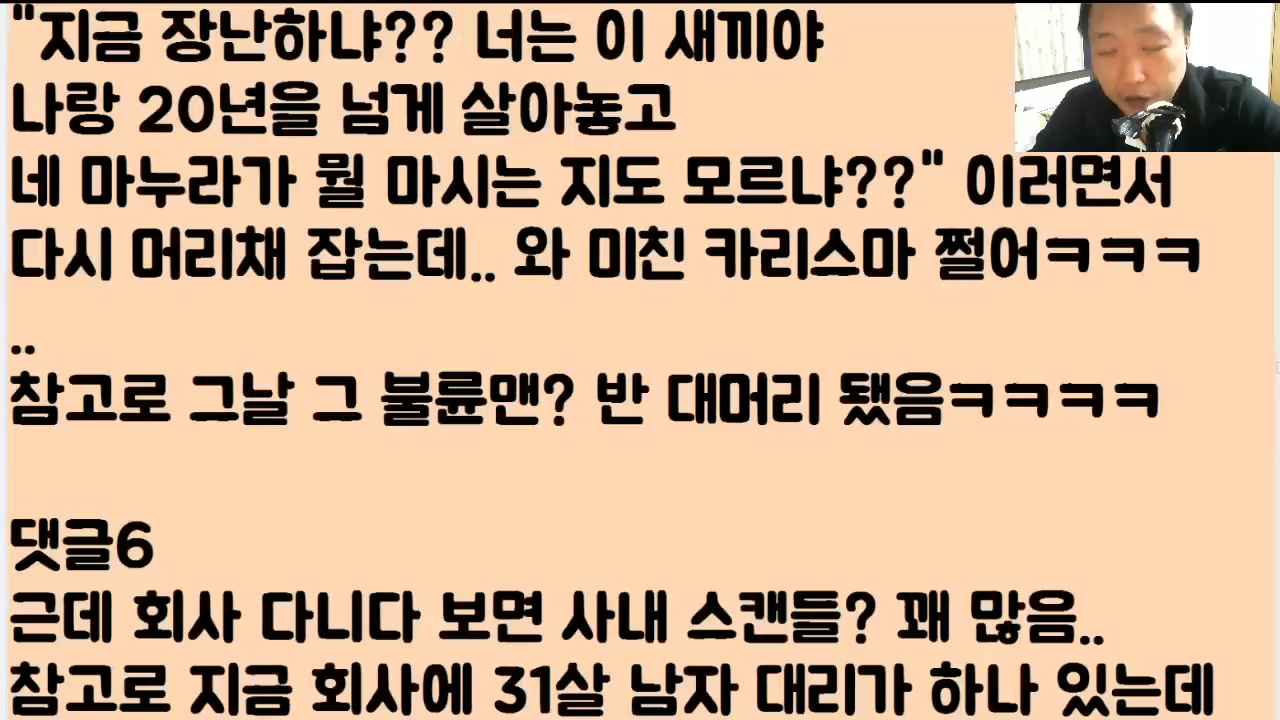 "지금 장난하냐?? 너는 이 새끼야
나랑 20년을 넘게 살아놓고
네 마누라가 뭘 마시는 지도 모르냐??" 이러면서
다시 머리채 잡는데.. 와 미친 카리스마 쩔어ㅋㅋㅋ
..
참고로 그날 그 불륜맨? 반 대머리 됐음ㅋㅋㅋㅋ
댓글6
근데 회사 다니다 보면 사내 스캔들? 꽤 많음..
참고로 지금 회사에 31살 남자 대리가 하나 있는데